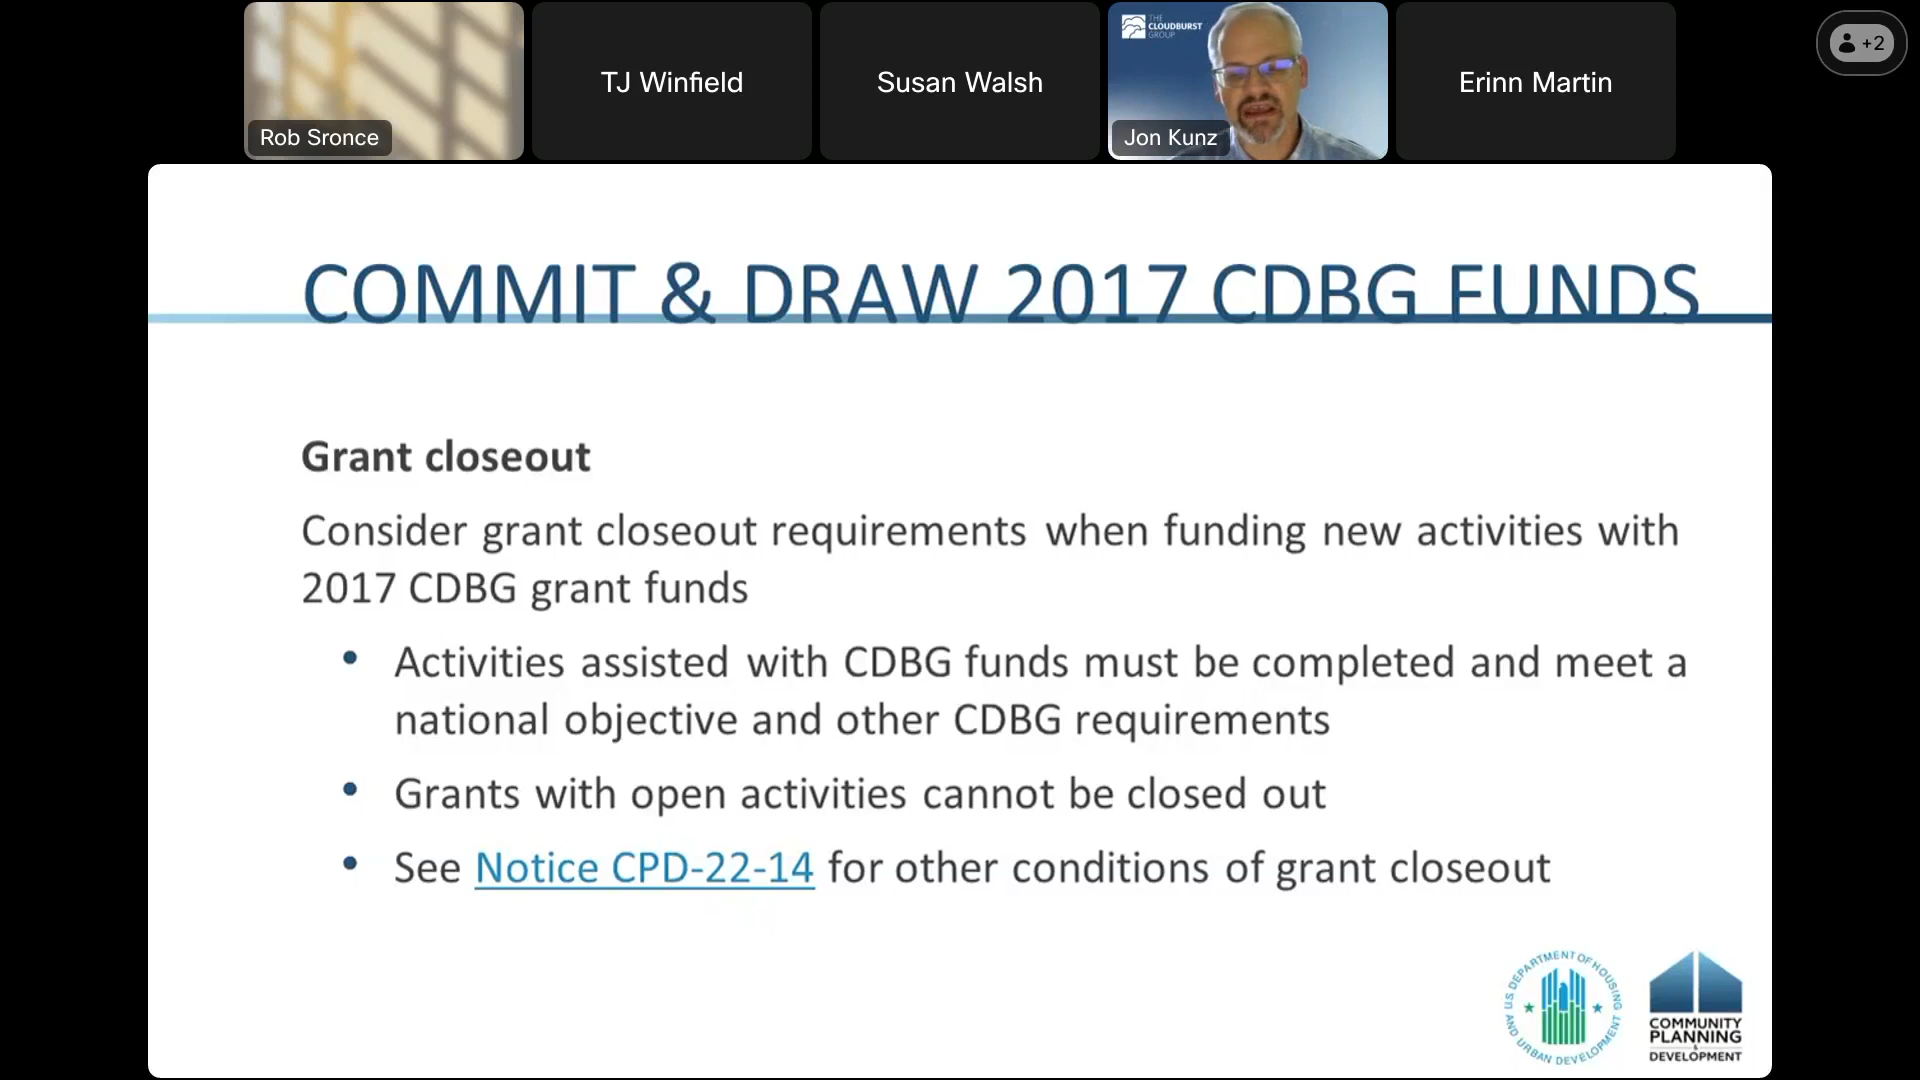 THE
CLOUDBURST
GROUP
+2
TJ Winfield
Susan Walsh
Erinn Martin
Rob Sronce
Jon Kunz
COMMIT & DRAW 2017 CDBG FUNDS
Grant closeout
Consider grant closeout requirements when funding new activities with
2017 CDBG grant funds
• Activities assisted with CDBG funds must be completed and meet a
national objective and other CDBG requirements
• Grants with open activities cannot be closed out
• See Notice CPD-22-14 for other conditions of grant closeout
U.S DEPARTMENT OF HOUSING
AND URBAN DEVELOPMENT
COMMUNITY
PLANNING
&
DEVELOPMENT